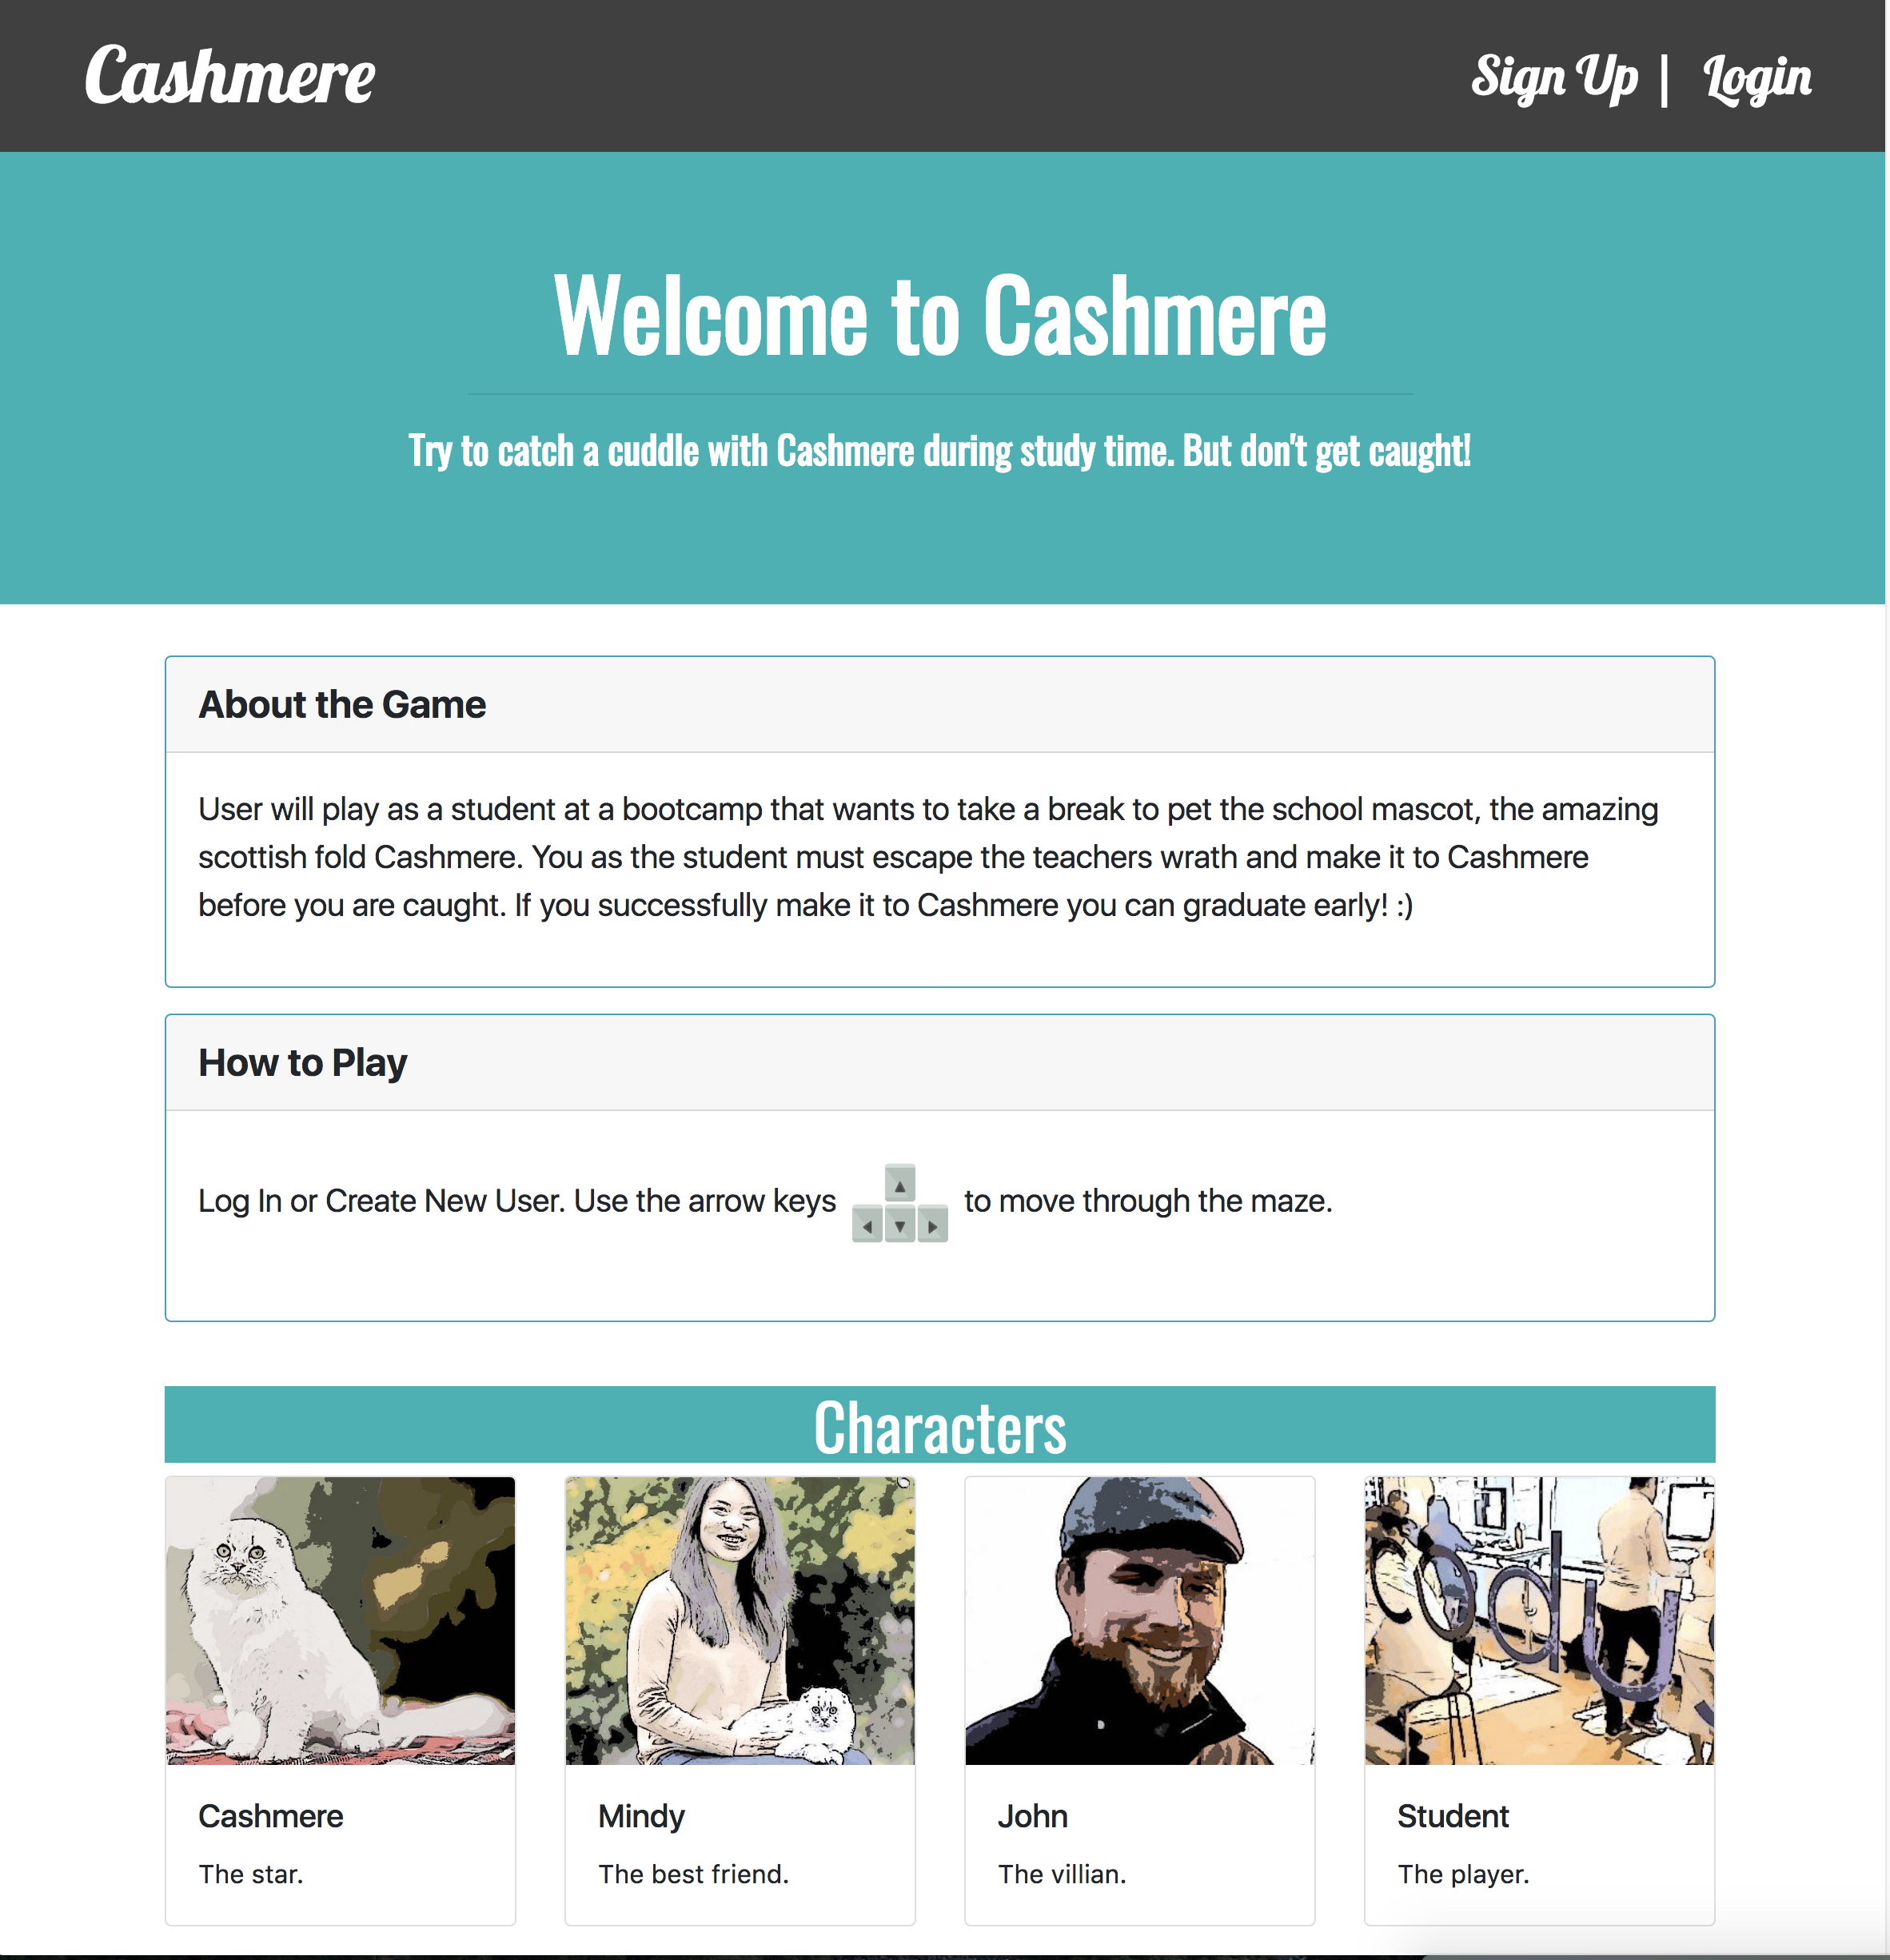 Cashmere
Sign Up | Login
Welcome to Cashmere
Try to catch a cuddle with Cashmere during study time. But don't get caught!
About the Game
User will play as a student at a bootcamp that wants to take a break to pet the school mascot, the amazing
scottish fold Cashmere. You as the student must escape the teachers wrath and make it to Cashmere
before you are caught. If you successfully make it to Cashmere you can graduate early! :)
How to Play
Log In or Create New User. Use the arrow keys to move through the maze.
Characters
codu
Cashmere
Mindy
John
Student
The star.
The best friend.
The villian.
The player.